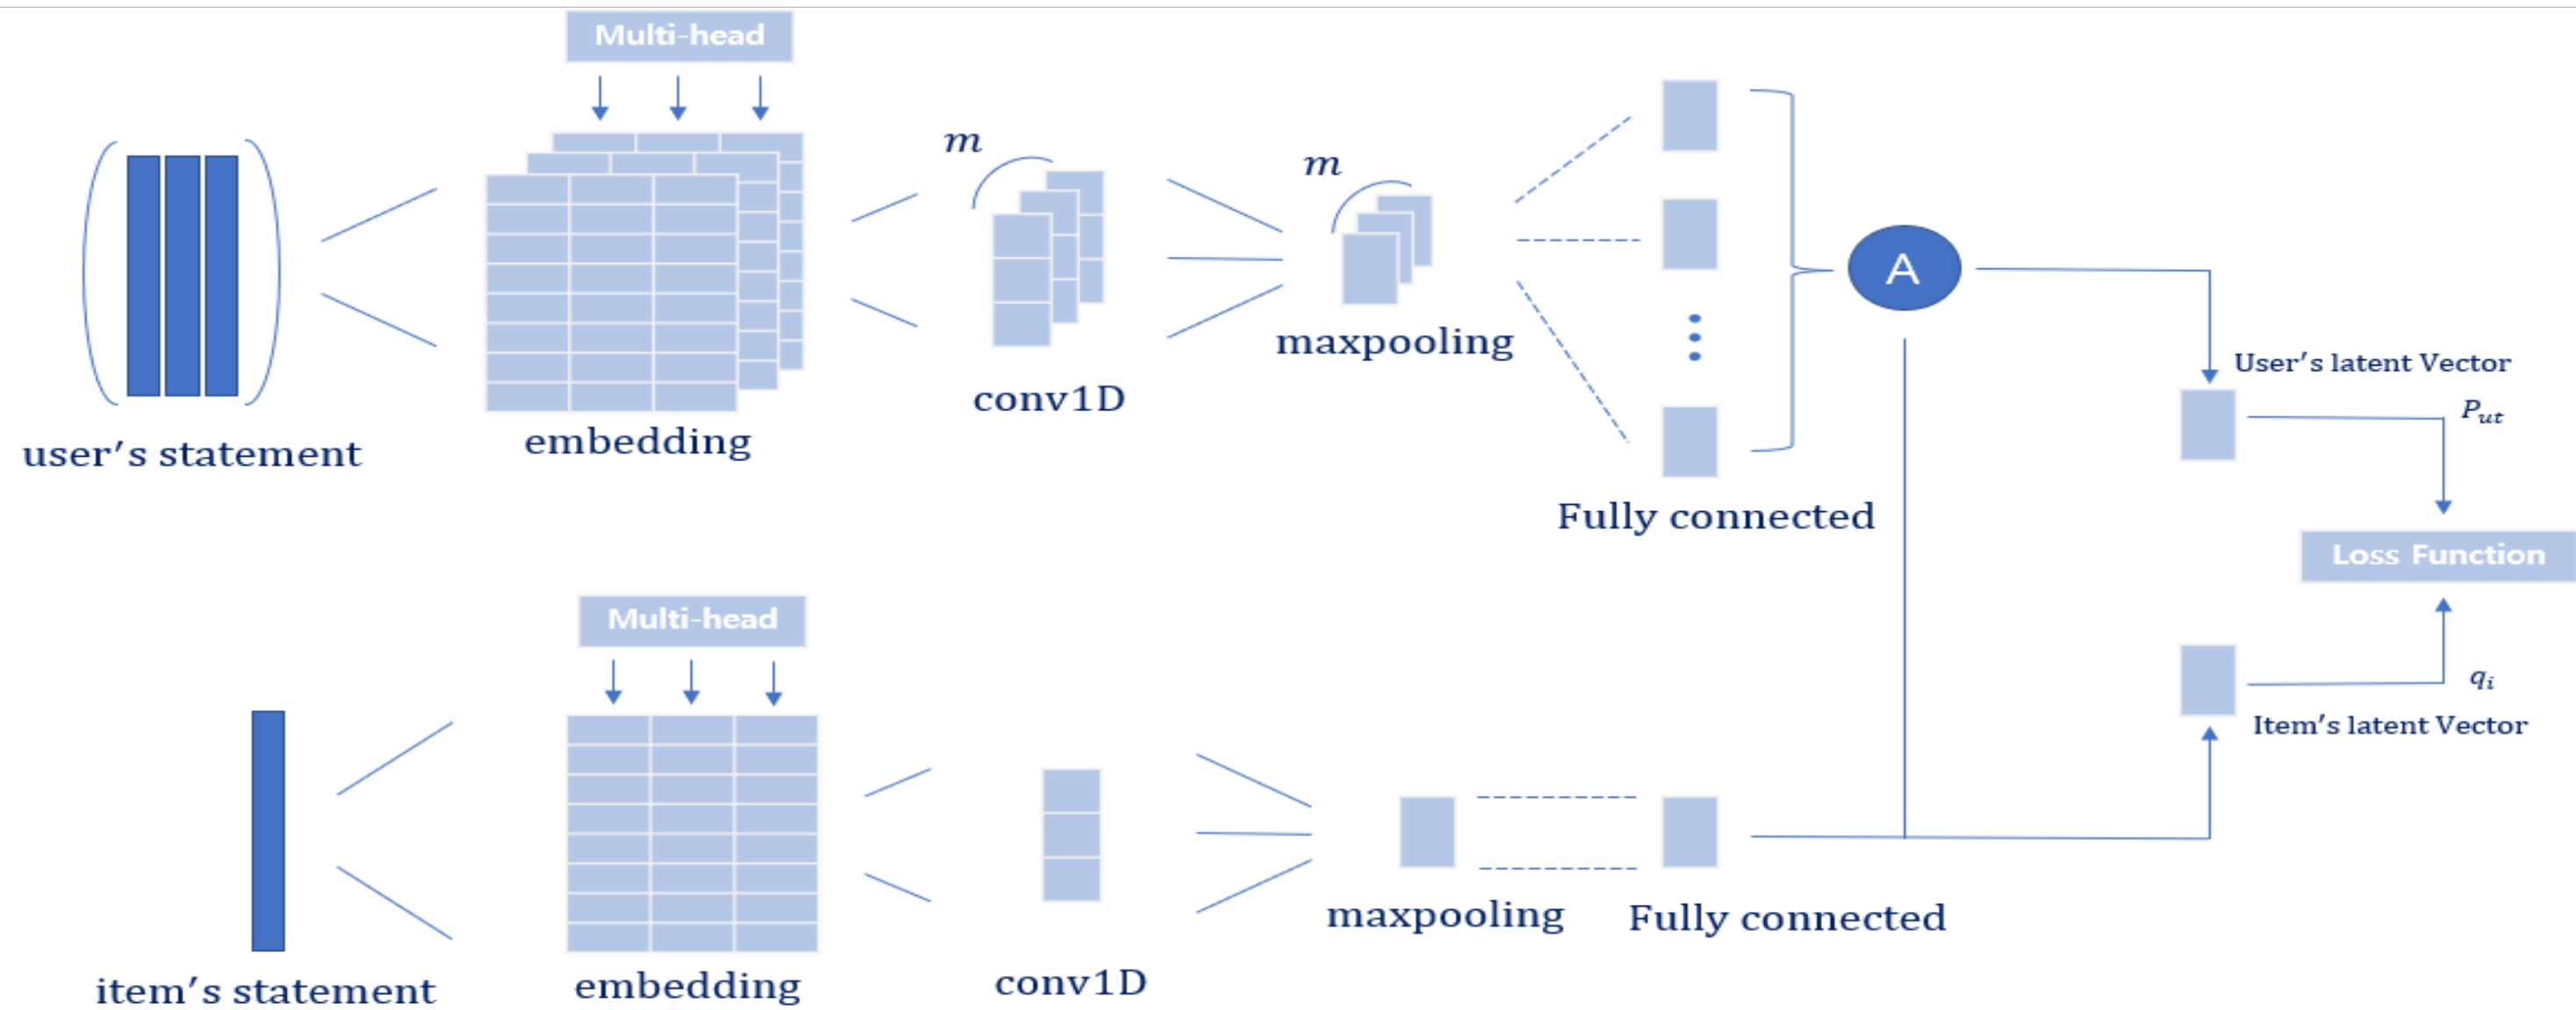 Multi-head
m
m
A
maxpooling
conv1D
embedding
user's statement
Fully connected
User's latent Vector
P_ut
Loss Function
Multi-head
q_i
Item's latent Vector
maxpooling
Fully connected
conv1D
embedding
item's statement